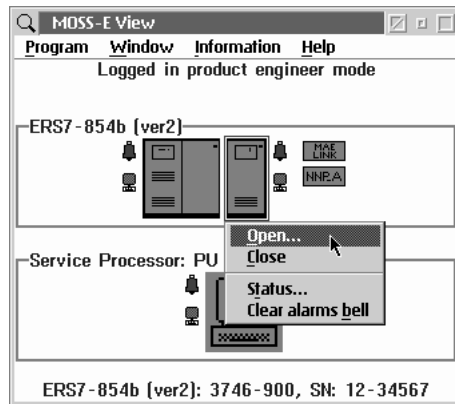 MOSS-E View
Program Window Information Help
Logged in product engineer mode
ERS7-854b (ver2)
MAE
LINK
NNP.A
Open...
Close
Service Processor: PU
Status...
Clear alarms bell
ERS7-854b (ver2): 3746-900, SN: 12-34567